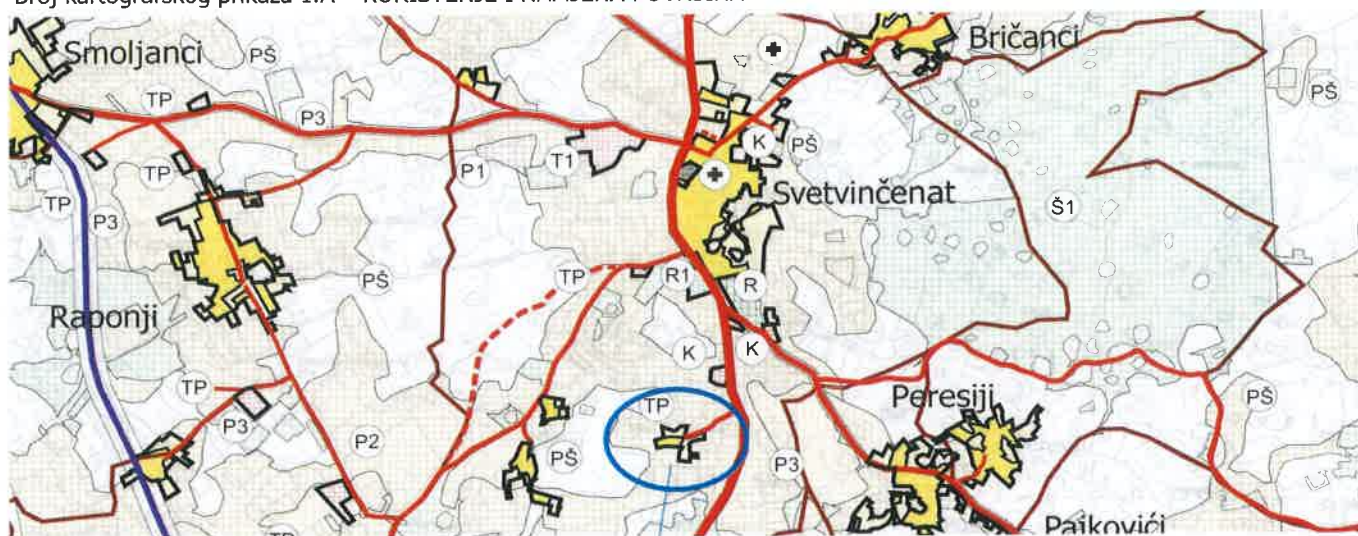 Smoljanci
PŠ
Bričanci
TP
P3
PŠ
TP
P1
T1
K
PŠ
Svetvinčenat
TP
P3
Š1
PŠ
TP
R1
R
Raponji
K
K
TP
Peresiji
TP
PŠ
P3
P2
PŠ
P3
Pajkovići